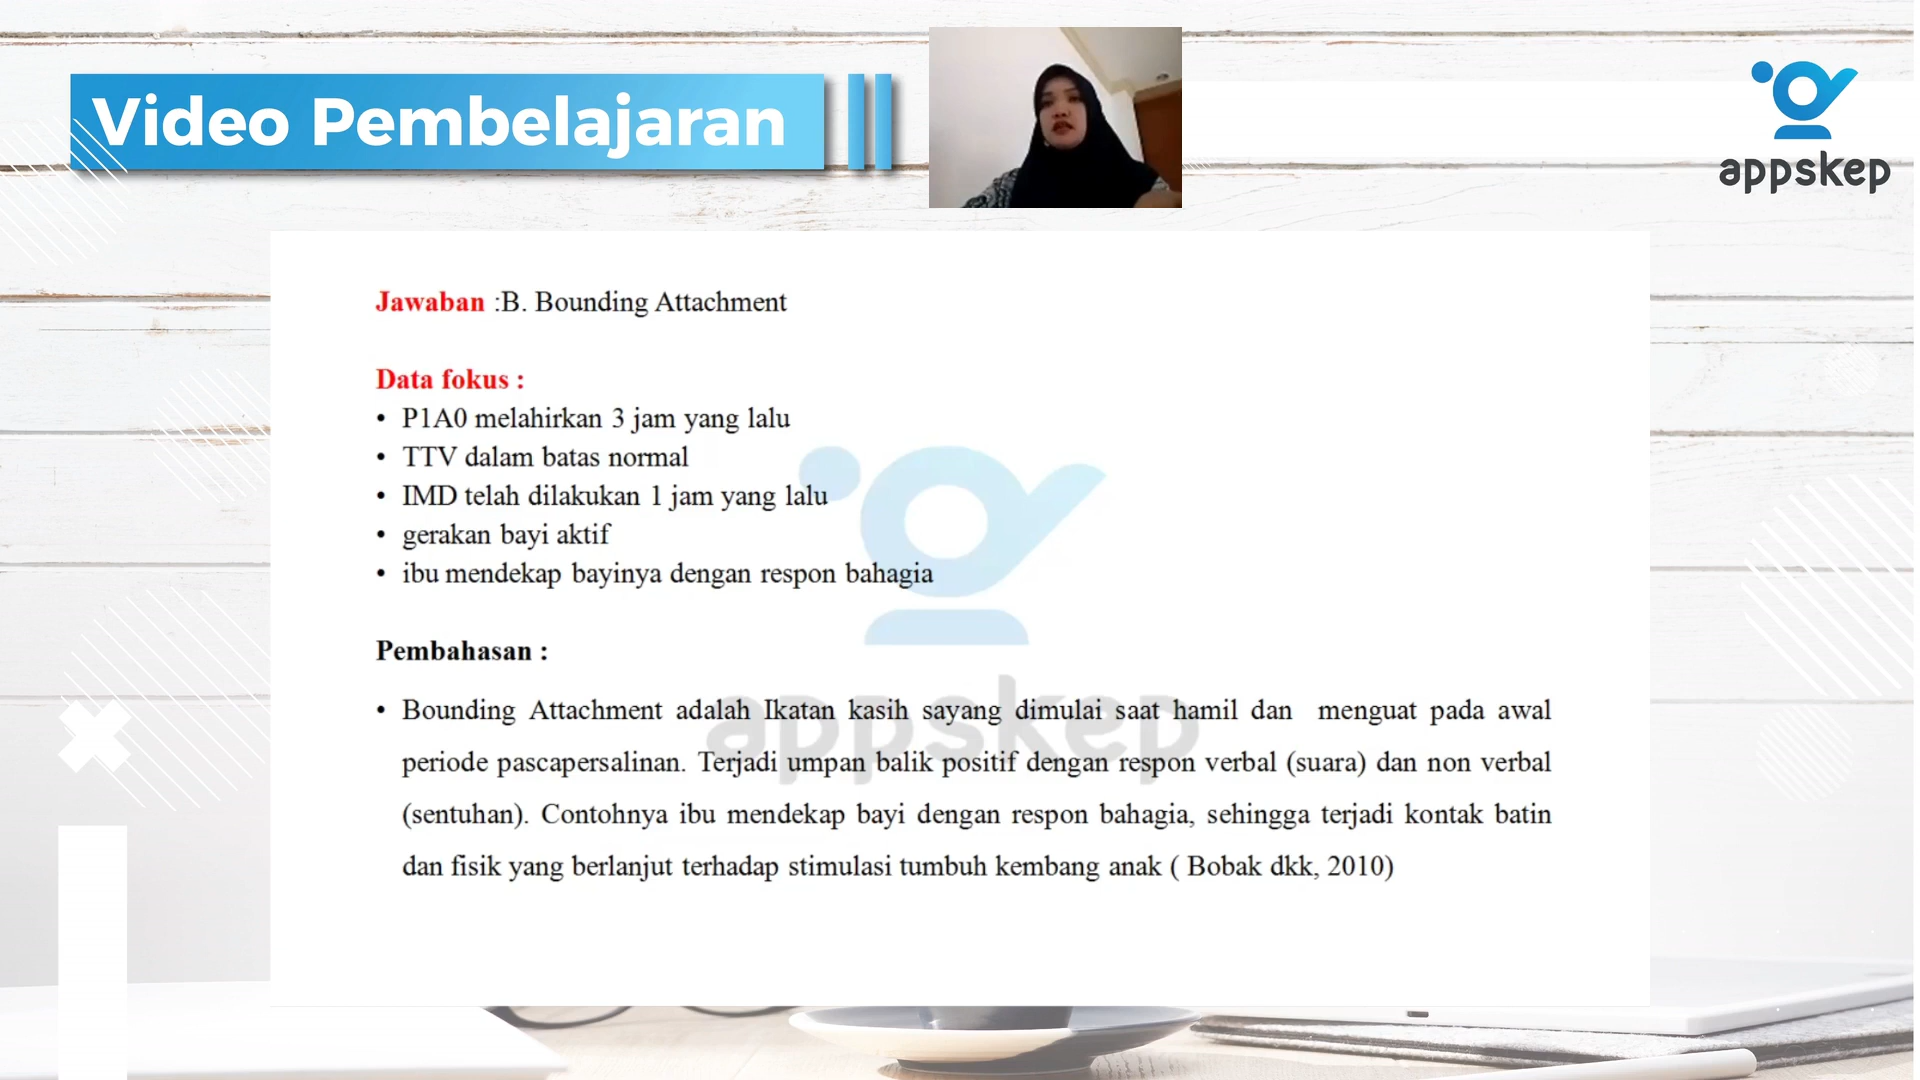 Video Pembelajaran
appskep
Jawaban :B. Bounding Attachment
Data fokus :
• P1A0 melahirkan 3 jam yang lalu
• TTV dalam batas normal
• IMD telah dilakukan 1 jam yang lalu
• gerakan bayi aktif
• ibu mendekap bayinya dengan respon bahagia
Pembahasan :
• Bounding Attachment adalah Ikatan kasih sayang dimulai saat hamil dan menguat pada awal
periode pascapersalinan. Terjadi umpan balik positif dengan respon verbal (suara) dan non verbal
(sentuhan). Contohnya ibu mendekap bayi dengan respon bahagia, sehingga terjadi kontak batin
dan fisik yang berlanjut terhadap stimulasi tumbuh kembang anak ( Bobak dkk, 2010)
appskep